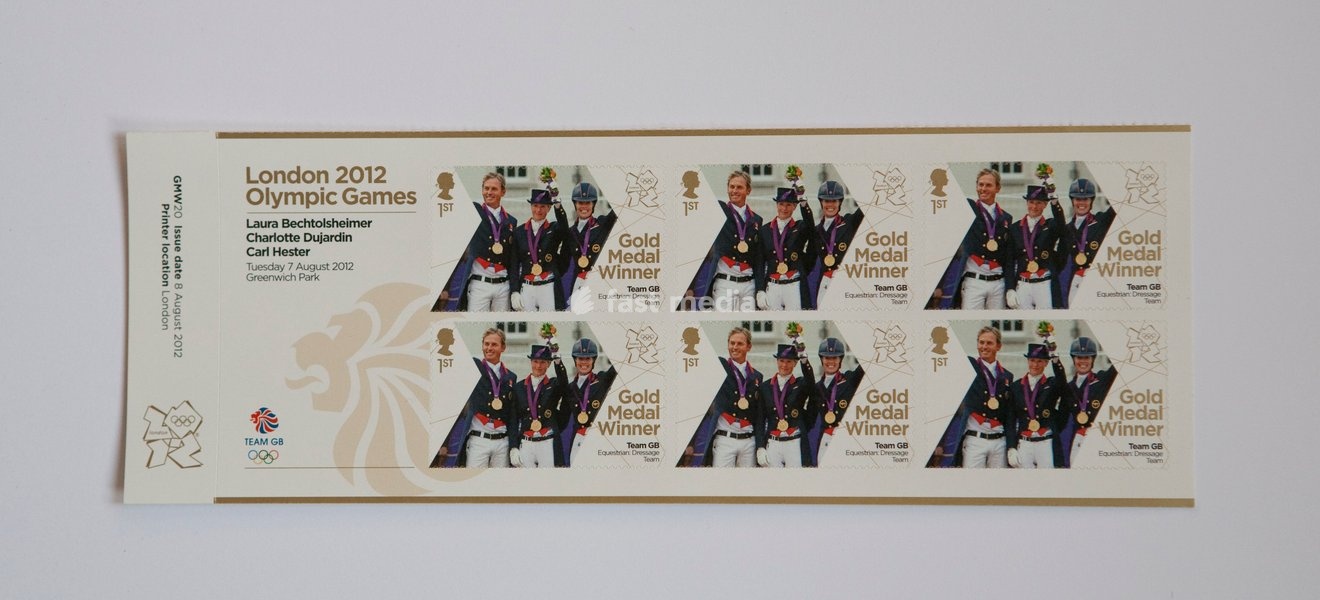 GMW20 Issue date 8 August 2012
Printer location London
London 2012
Olympic Games
Laura Bechtolsheimer
Charlotte Dujardin
Carl Hester
Tuesday 7 August 2012
Greenwich Park
TEAM GB
1ST
Gold
Medal
Winner
Team GB
Equestrian: Dressage
Team
1ST
Gold
Medal
Winner
Team GB
Equestrian: Dressage
Team
1ST
Gold
Medal
Winner
Team GB
Equestrian: Dressage
Team
1ST
Gold
Medal
Winner
Team GB
Equestrian: Dressage
Team
1ST
Gold
Medal
Winner
Team GB
Equestrian: Dressage
Team
1ST
Gold
Medal
Winner
Team GB
Equestrian: Dressage
Team
fast media